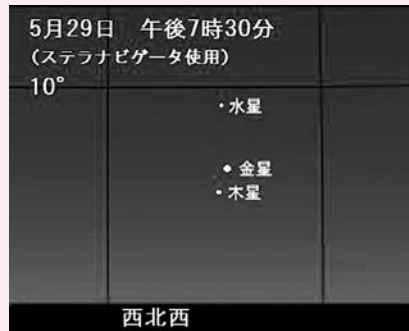 5月29日 午後7時30分
(ステラナビゲータ使用)
10°
・水星
・金星
・木星
西北西